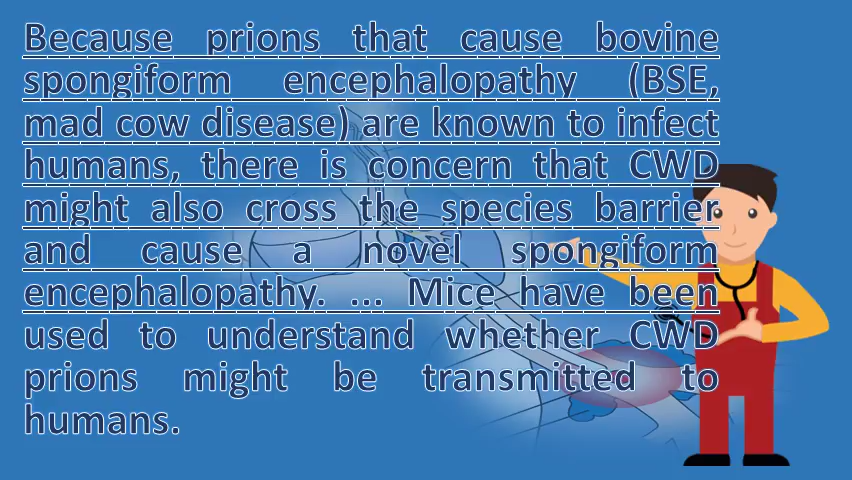 Because prions that cause bovine
spongiform encephalopathy (BSE,
mad cow disease) are known to infect
humans, there is concern that CWD
might also cross the species barrier
and cause a novel spongiform
encephalopathy. ... Mice have been
used to understand whether CWD
prions might be transmitted to
humans.